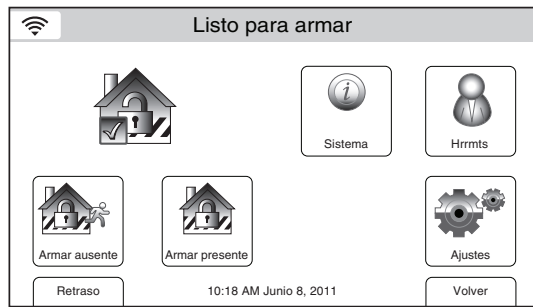 Listo para armar
Sistema
Hrrmts
Armar ausente
Armar presente
Ajustes
Retraso
10:18 AM Junio 8, 2011
Volver